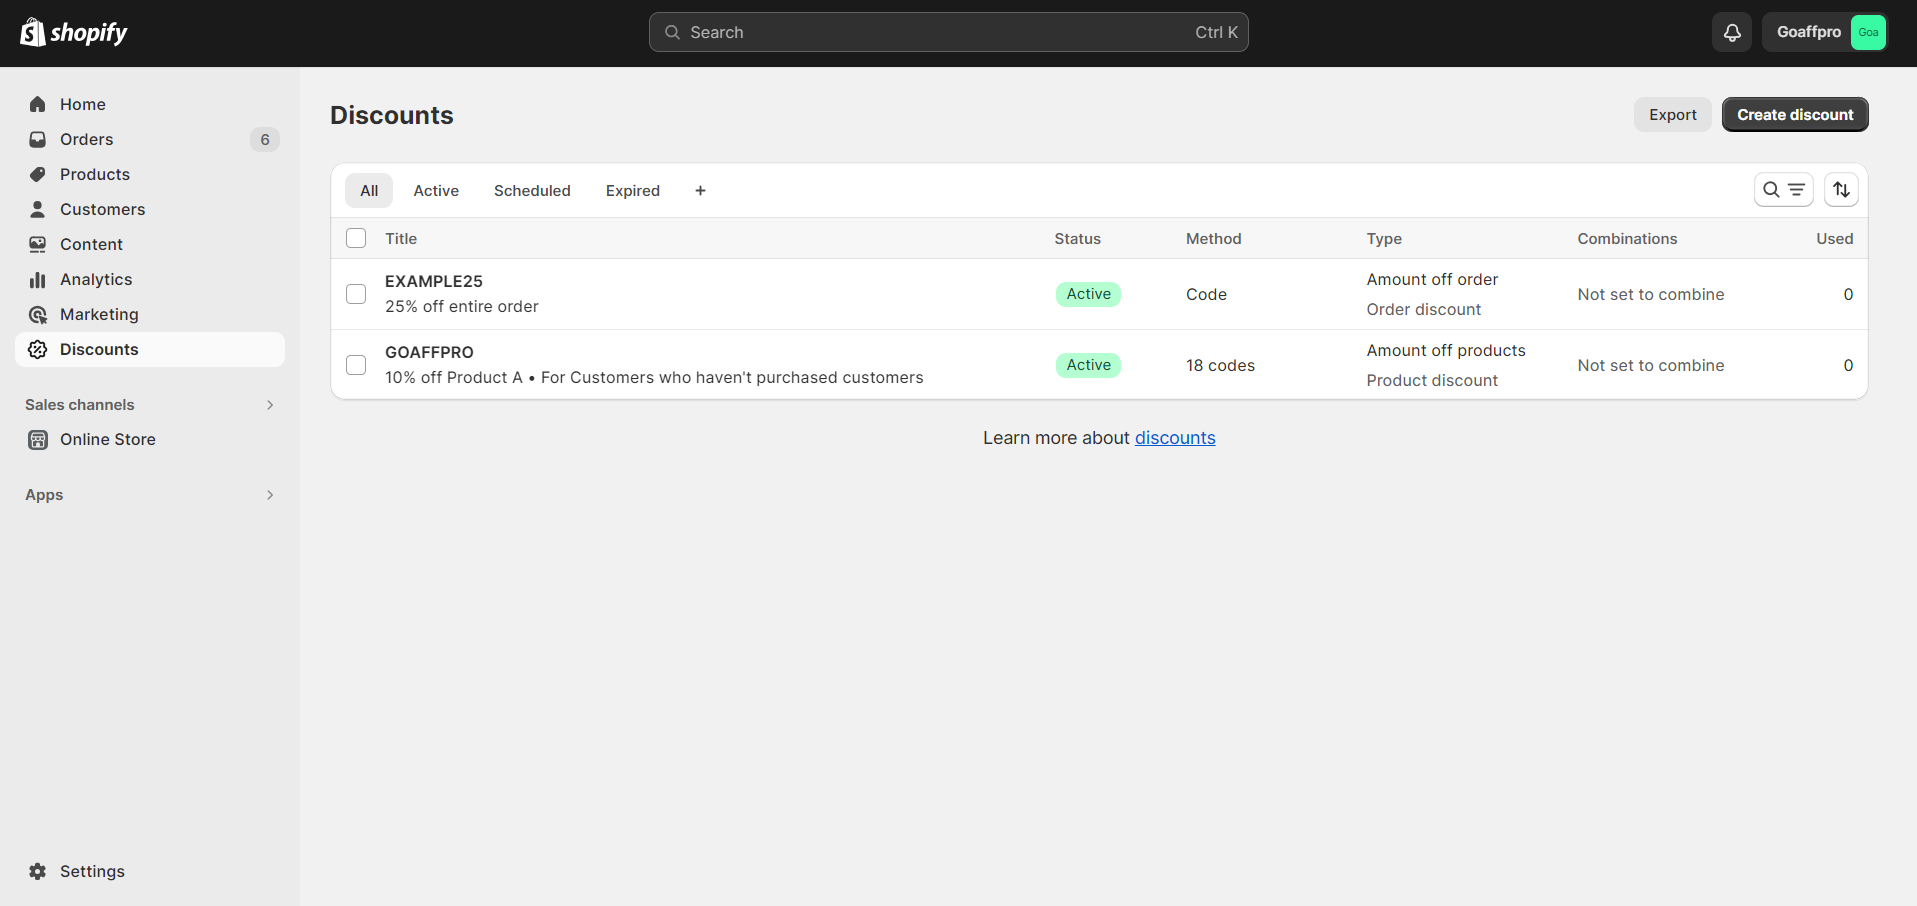 shopify
Search Ctrl K
Goaffpro Goa
Home
Orders 6
Products
Customers
Content
Analytics
Marketing
Discounts
Sales channels
Online Store
Apps
Settings
Discounts
Export Create discount
All Active Scheduled Expired +
Title Status Method Type Combinations Used
EXAMPLE25
25% off entire order
Active
Code
Amount off order
Order discount
Not set to combine
0
GOAFFPRO
10% off Product A • For Customers who haven't purchased customers
Active
18 codes
Amount off products
Product discount
Not set to combine
0
Learn more about discounts